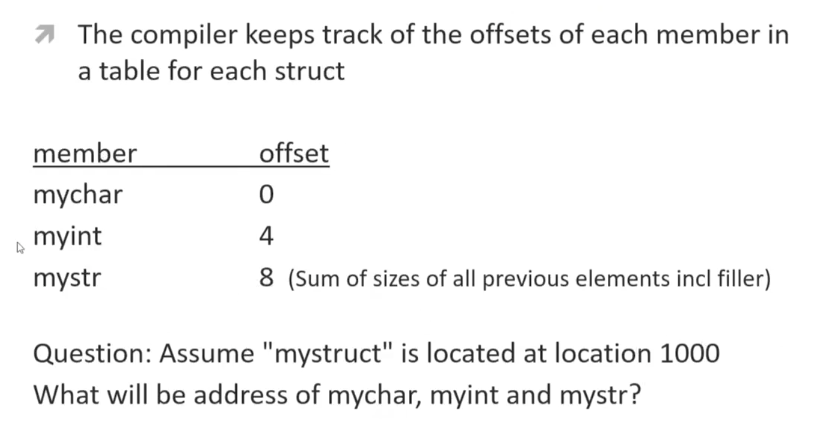 The compiler keeps track of the offsets of each member in
a table for each struct
member offset
mychar 0
myint 4
mystr 8 (Sum of sizes of all previous elements incl filler)
Question: Assume "mystruct" is located at location 1000
What will be address of mychar, myint and mystr?